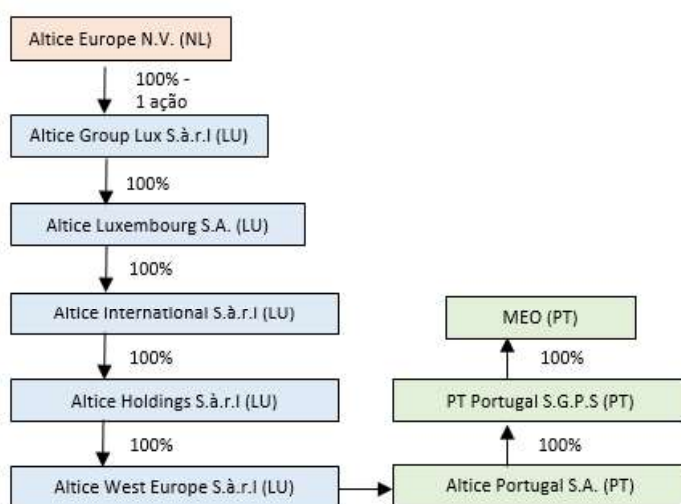 Altice Europe N.V. (NL)
100% -
1 ação
Altice Group Lux S.à.r.l (LU)
100%
Altice Luxembourg S.A. (LU)
100%
Altice International S.à.r.l (LU)
100%
Altice Holdings S.à.r.l (LU)
100%
Altice West Europe S.à.r.l (LU)
Altice Portugal S.A. (PT)
100%
PT Portugal S.G.P.S (PT)
100%
MEO (PT)